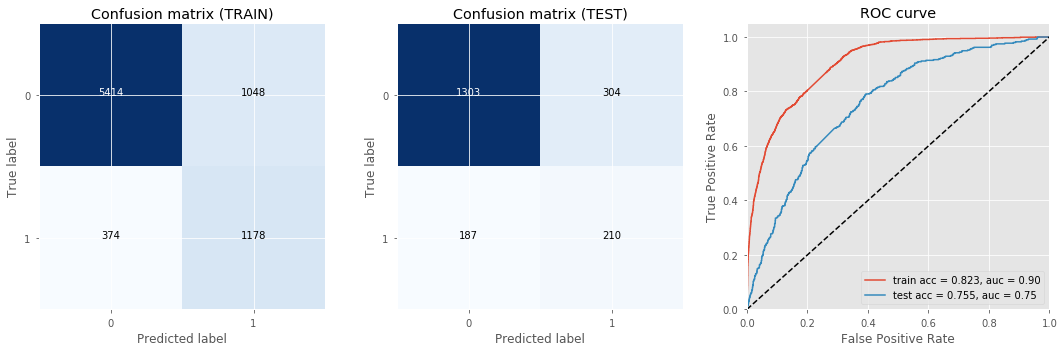 Confusion matrix (TRAIN)
0
1
True label
5414
1048
374
1178
0
1
Predicted label
Confusion matrix (TEST)
0
1
True label
1303
304
187
210
0
1
Predicted label
ROC curve
1.0
0.8
0.6
0.4
0.2
0.0
True Positive Rate
train acc = 0.823, auc = 0.90
test acc = 0.755, auc = 0.75
0.0
0.2
0.4
0.6
0.8
1.0
False Positive Rate